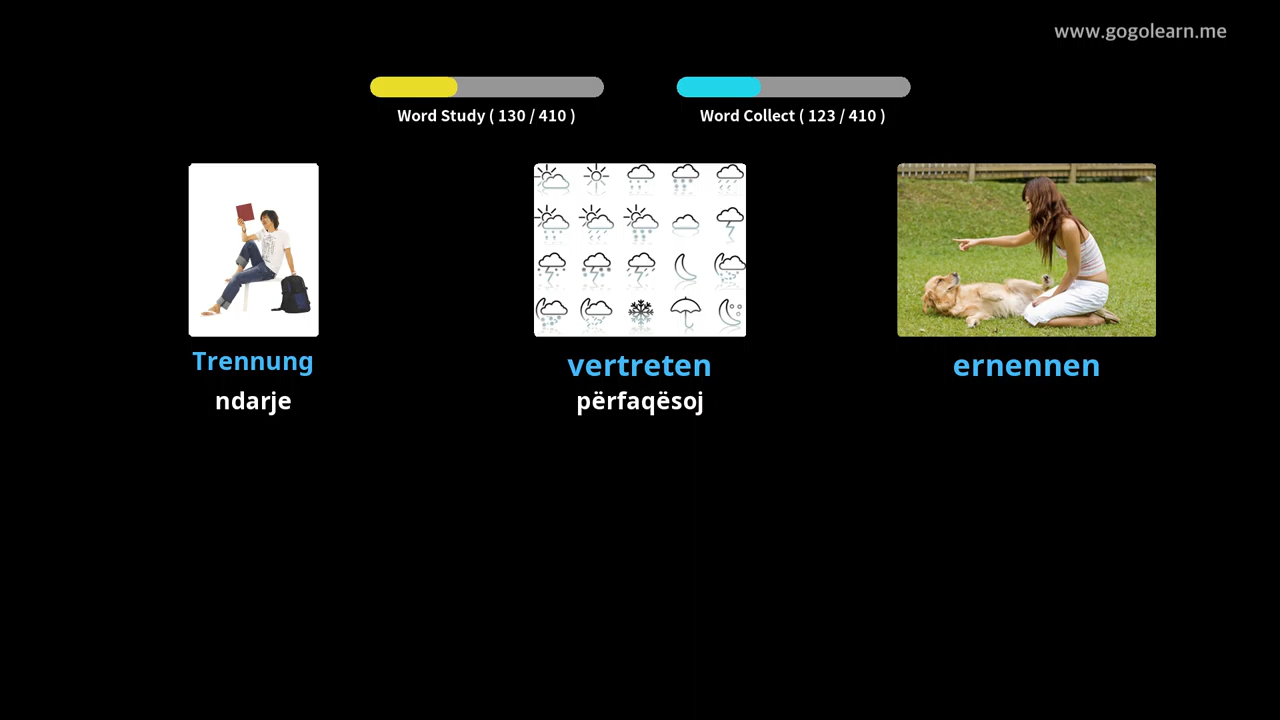 www.gogolearn.me
Word Study ( 130 / 410 )
Word Collect ( 123 / 410 )
Trennung
ndarje
vertreten
përfaqësoj
ernennen